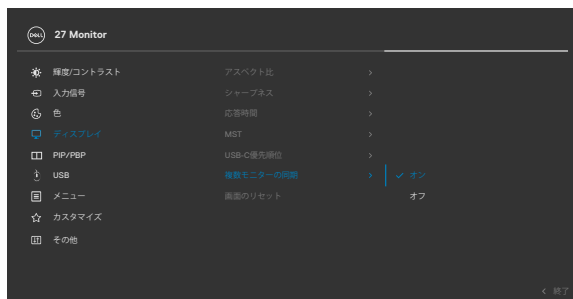 DELL 27 Monitor
輝度/コントラスト
入力信号
色
ディスプレイ
PIP/PBP
USB
メニュー
カスタマイズ
その他
アスペクト比
シャープネス
応答時間
MST
USB-C優先順位
複数モニターの同期
画面のリセット
オン
オフ
終了